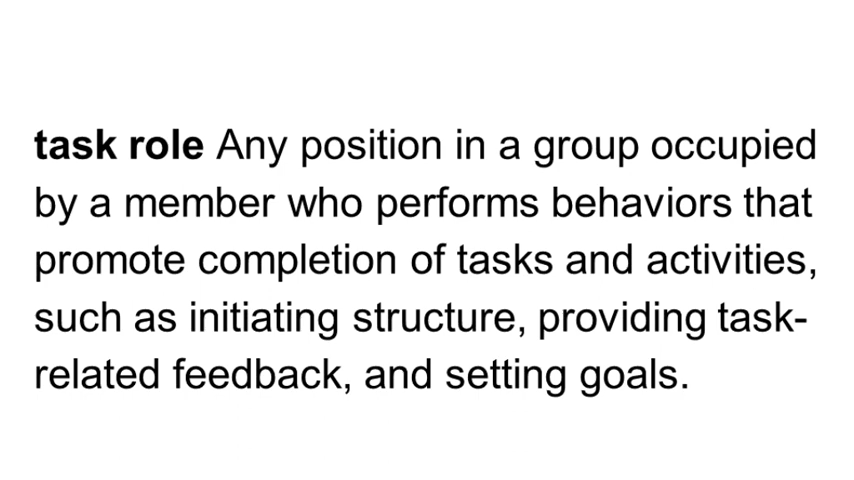 task role Any position in a group occupied
by a member who performs behaviors that
promote completion of tasks and activities,
such as initiating structure, providing task-
related feedback, and setting goals.